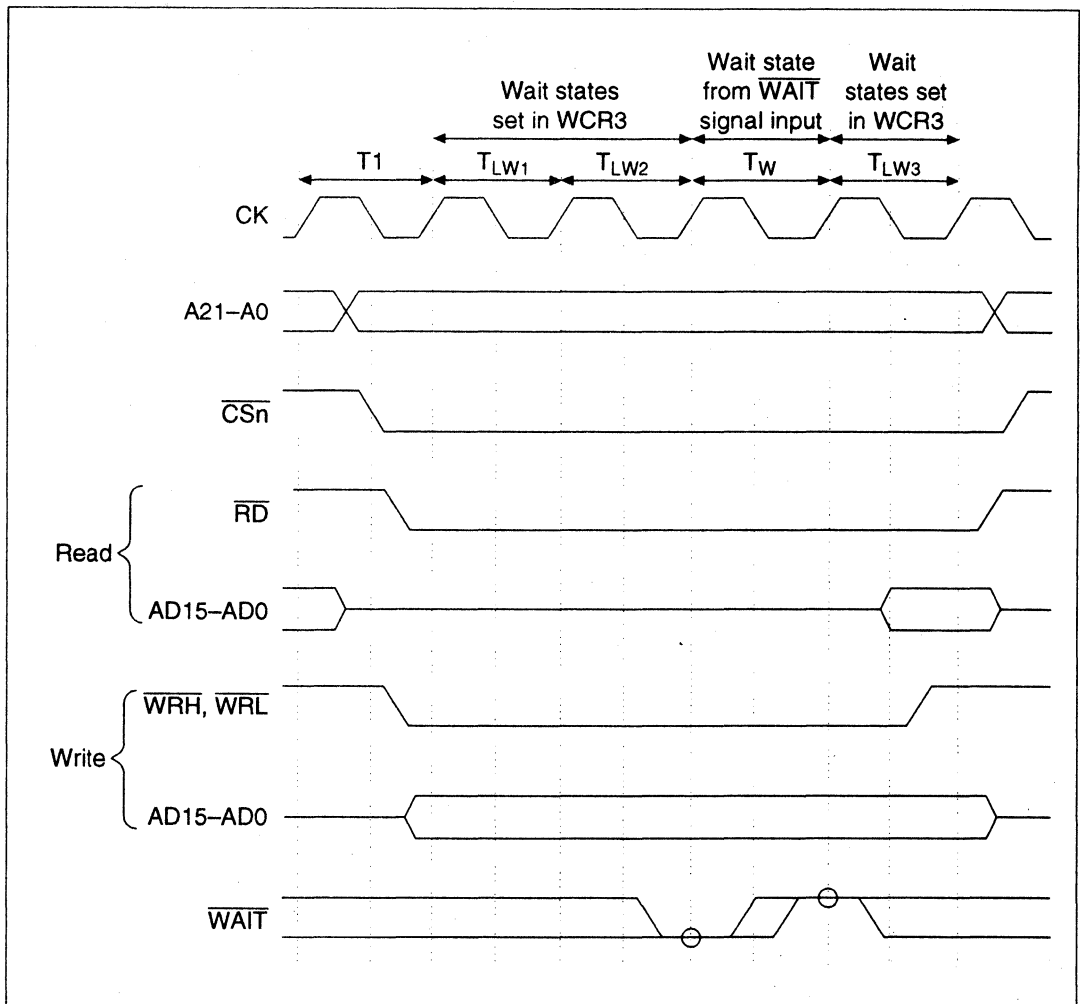 Wait states
set in WCR3
Wait state
from WAIT
signal input
Wait
states set
in WCR3
T1
TLW1
TLW2
TW
TLW3
CK
A21–A0
CSn
Read
RD
AD15–AD0
Write
WRH, WRL
AD15–AD0
WAIT